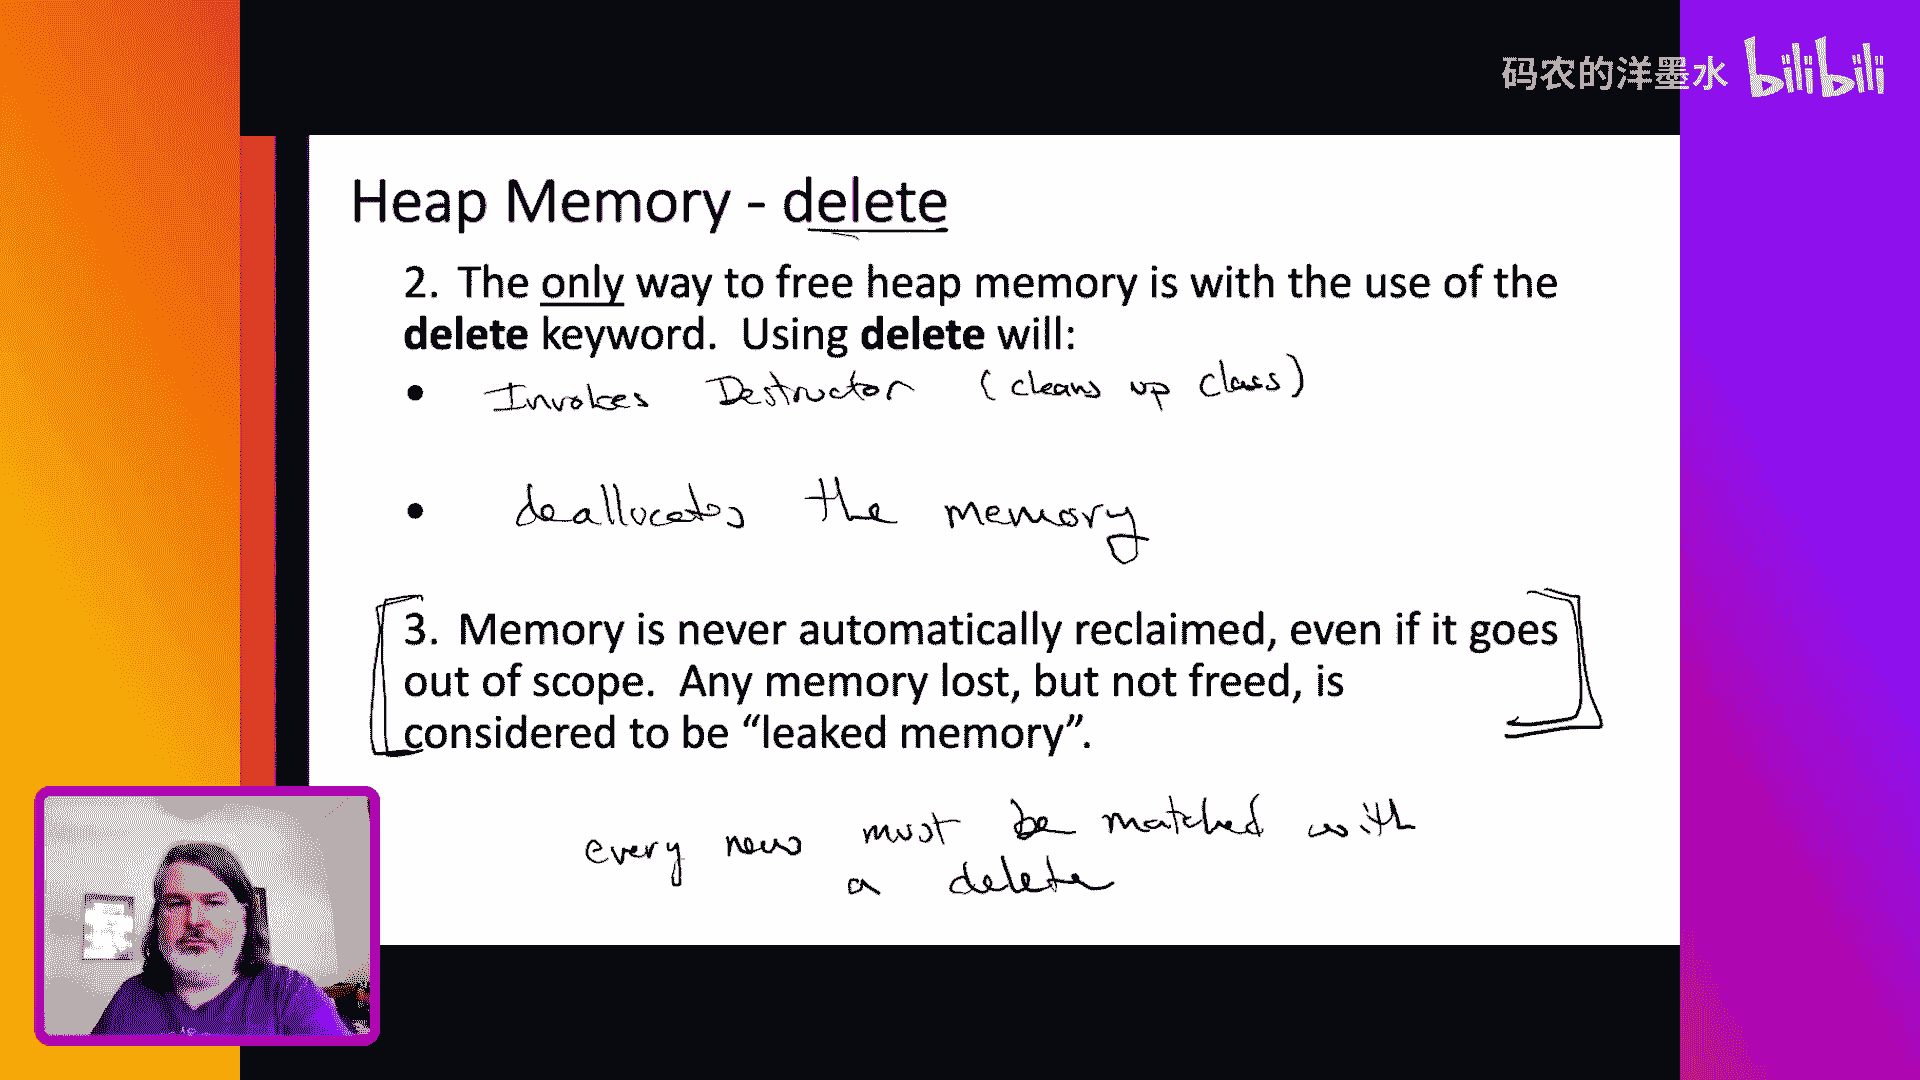 码农的洋墨水 bilibili
Heap Memory - delete
2. The only way to free heap memory is with the use of the
delete keyword. Using delete will:
• Invokes Destructor (cleans up class)
• deallocates the memory
3. Memory is never automatically reclaimed, even if it goes
out of scope. Any memory lost, but not freed, is
considered to be “leaked memory”.
every new must be matched with
a delete